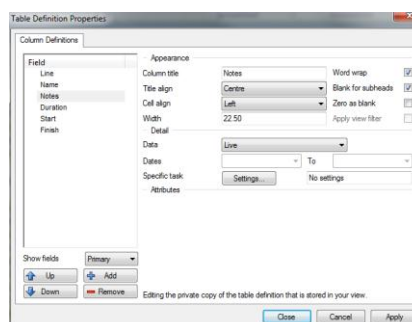 Table Definition Properties
Column Definitions
Field
Line
Name
Notes
Duration
Start
Finish
Show fields Primary
Up Add
Down Remove
Appearance
Column title Notes Word wrap
Title align Centre Blank for subheads
Cell align Left Zero as blank
Width 22.50 Apply view filter
Detail
Data Live
Dates To
Specific task Settings... No settings
Attributes
Editing the private copy of the table definition that is stored in your view.
Close Cancel Apply